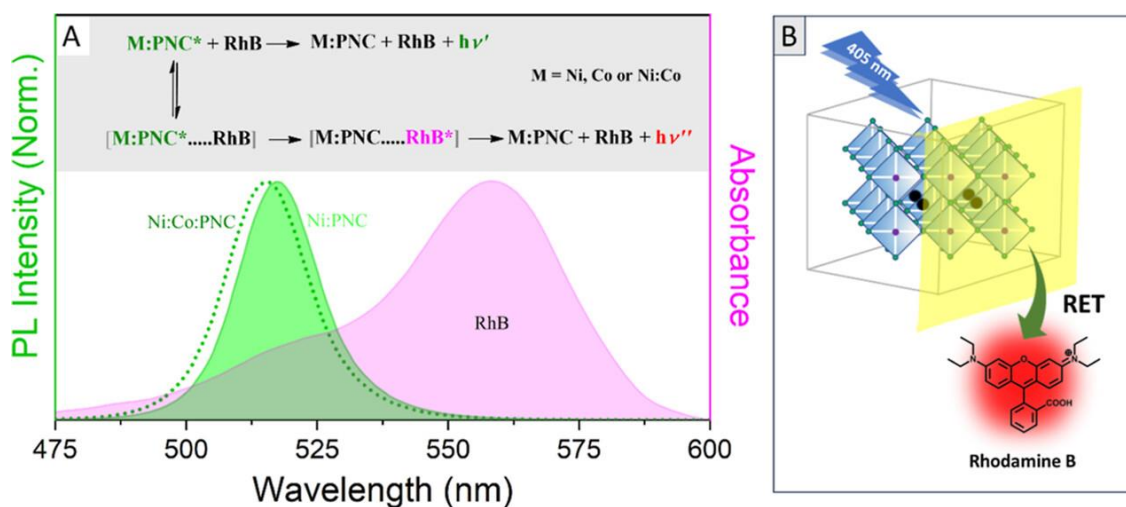 A
M:PNC* + RhB ⟶ M:PNC + RhB + hν′
M = Ni, Co or Ni:Co
[M:PNC*.....RhB] ⟶ [M:PNC.....RhB*] ⟶ M:PNC + RhB + hν′′
PL Intensity (Norm.)
Ni:Co:PNC
Ni:PNC
RhB
Absorbance
475 500 525 550 575 600
Wavelength (nm)
B
405 nm
RET
N
O
N
⊕
COOH
Rhodamine B